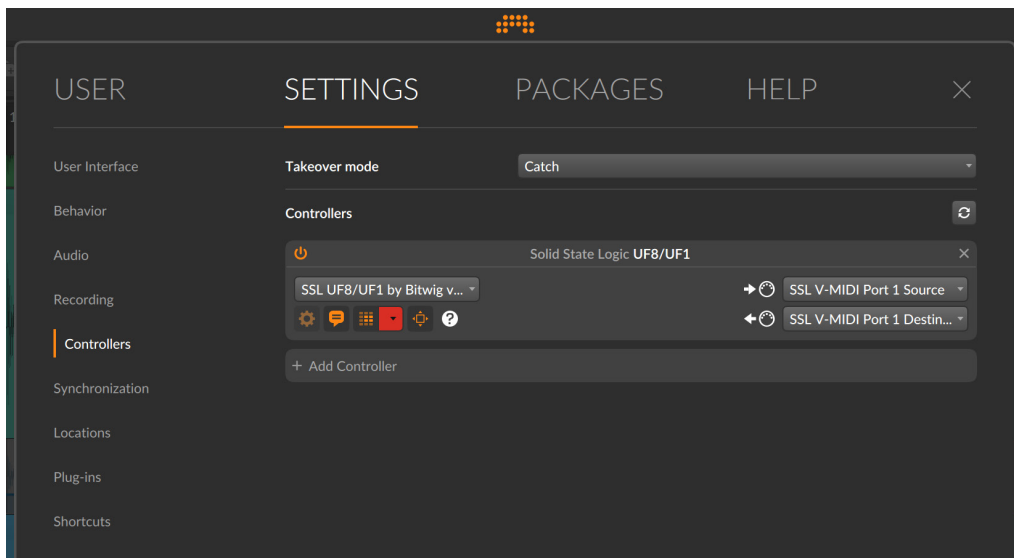 USER SETTINGS PACKAGES HELP
User Interface
Takeover mode
Catch
Behavior
Controllers
Audio
Solid State Logic UF8/UF1
Recording
SSL UF8/UF1 by Bitwig v...
SSL V-MIDI Port 1 Source
SSL V-MIDI Port 1 Destin...
Controllers
+ Add Controller
Synchronization
Locations
Plug-ins
Shortcuts